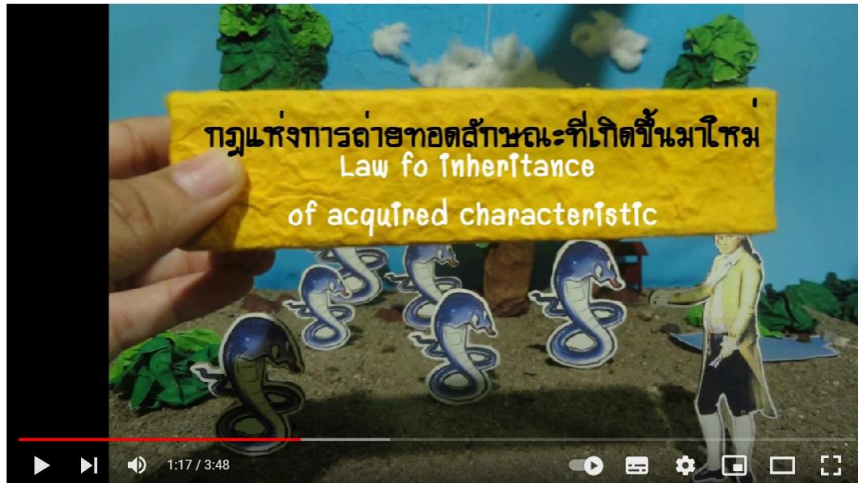 กฎแห่งการถ่ายทอดลักษณะที่เกิดขึ้นมาใหม่
Law fo inheritance
of acquired characteristic
1:17 / 3:48